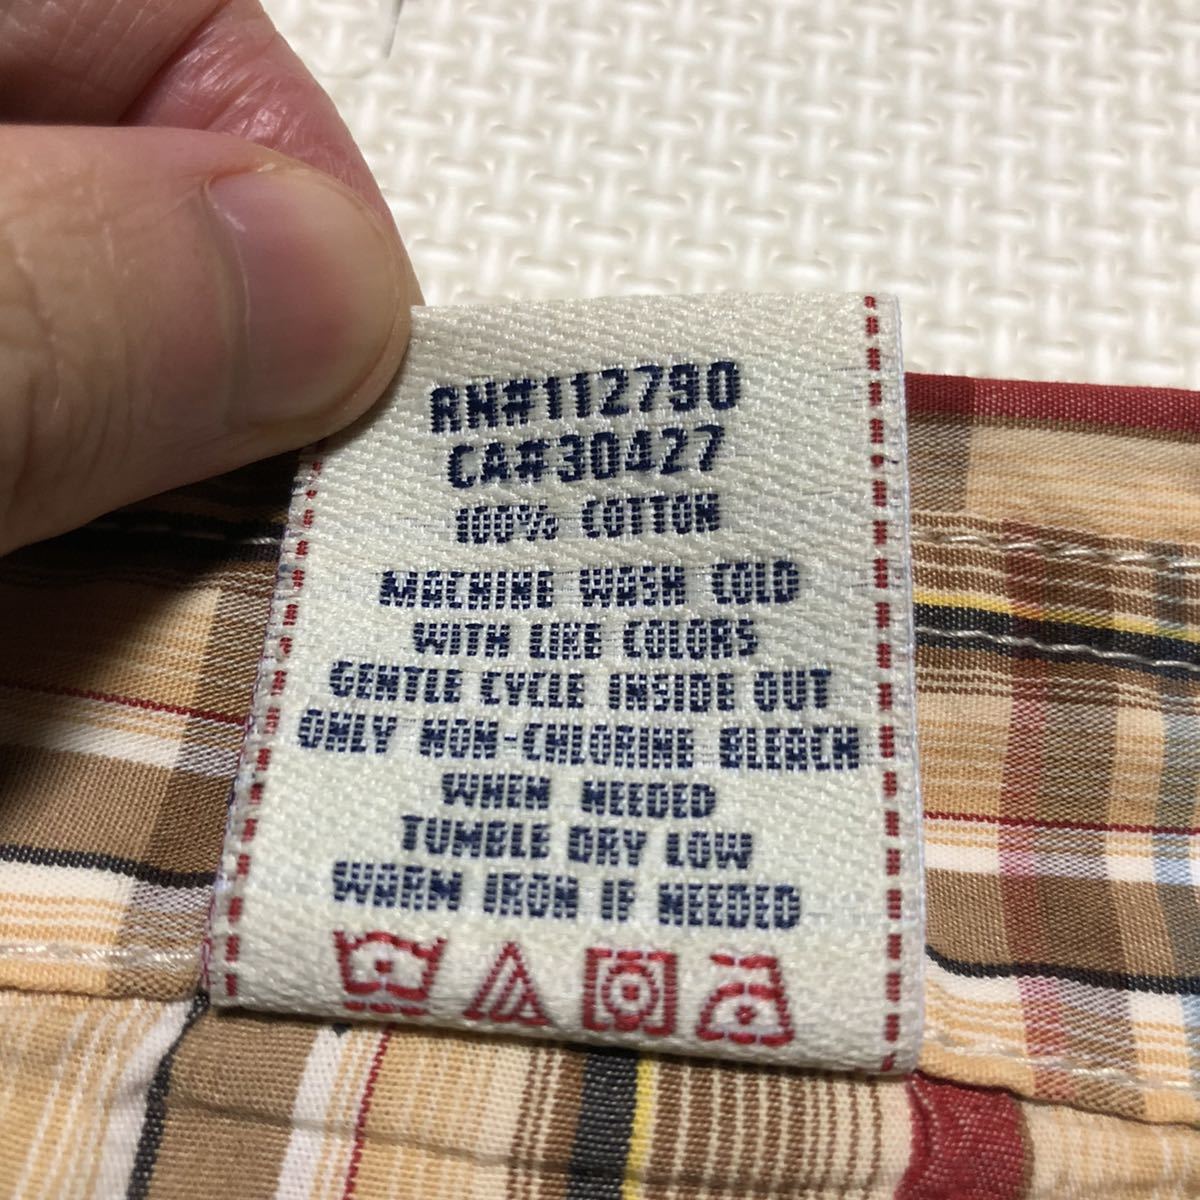 RN#112790
CA#30427
100% COTTON
MACHINE WASH COLD
WITH LIKE COLORS
GENTLE CYCLE INSIDE OUT
ONLY NON-CHLORINE BLEACH
WHEN NEEDED
TUMBLE DRY LOW
WARM IRON IF NEEDED